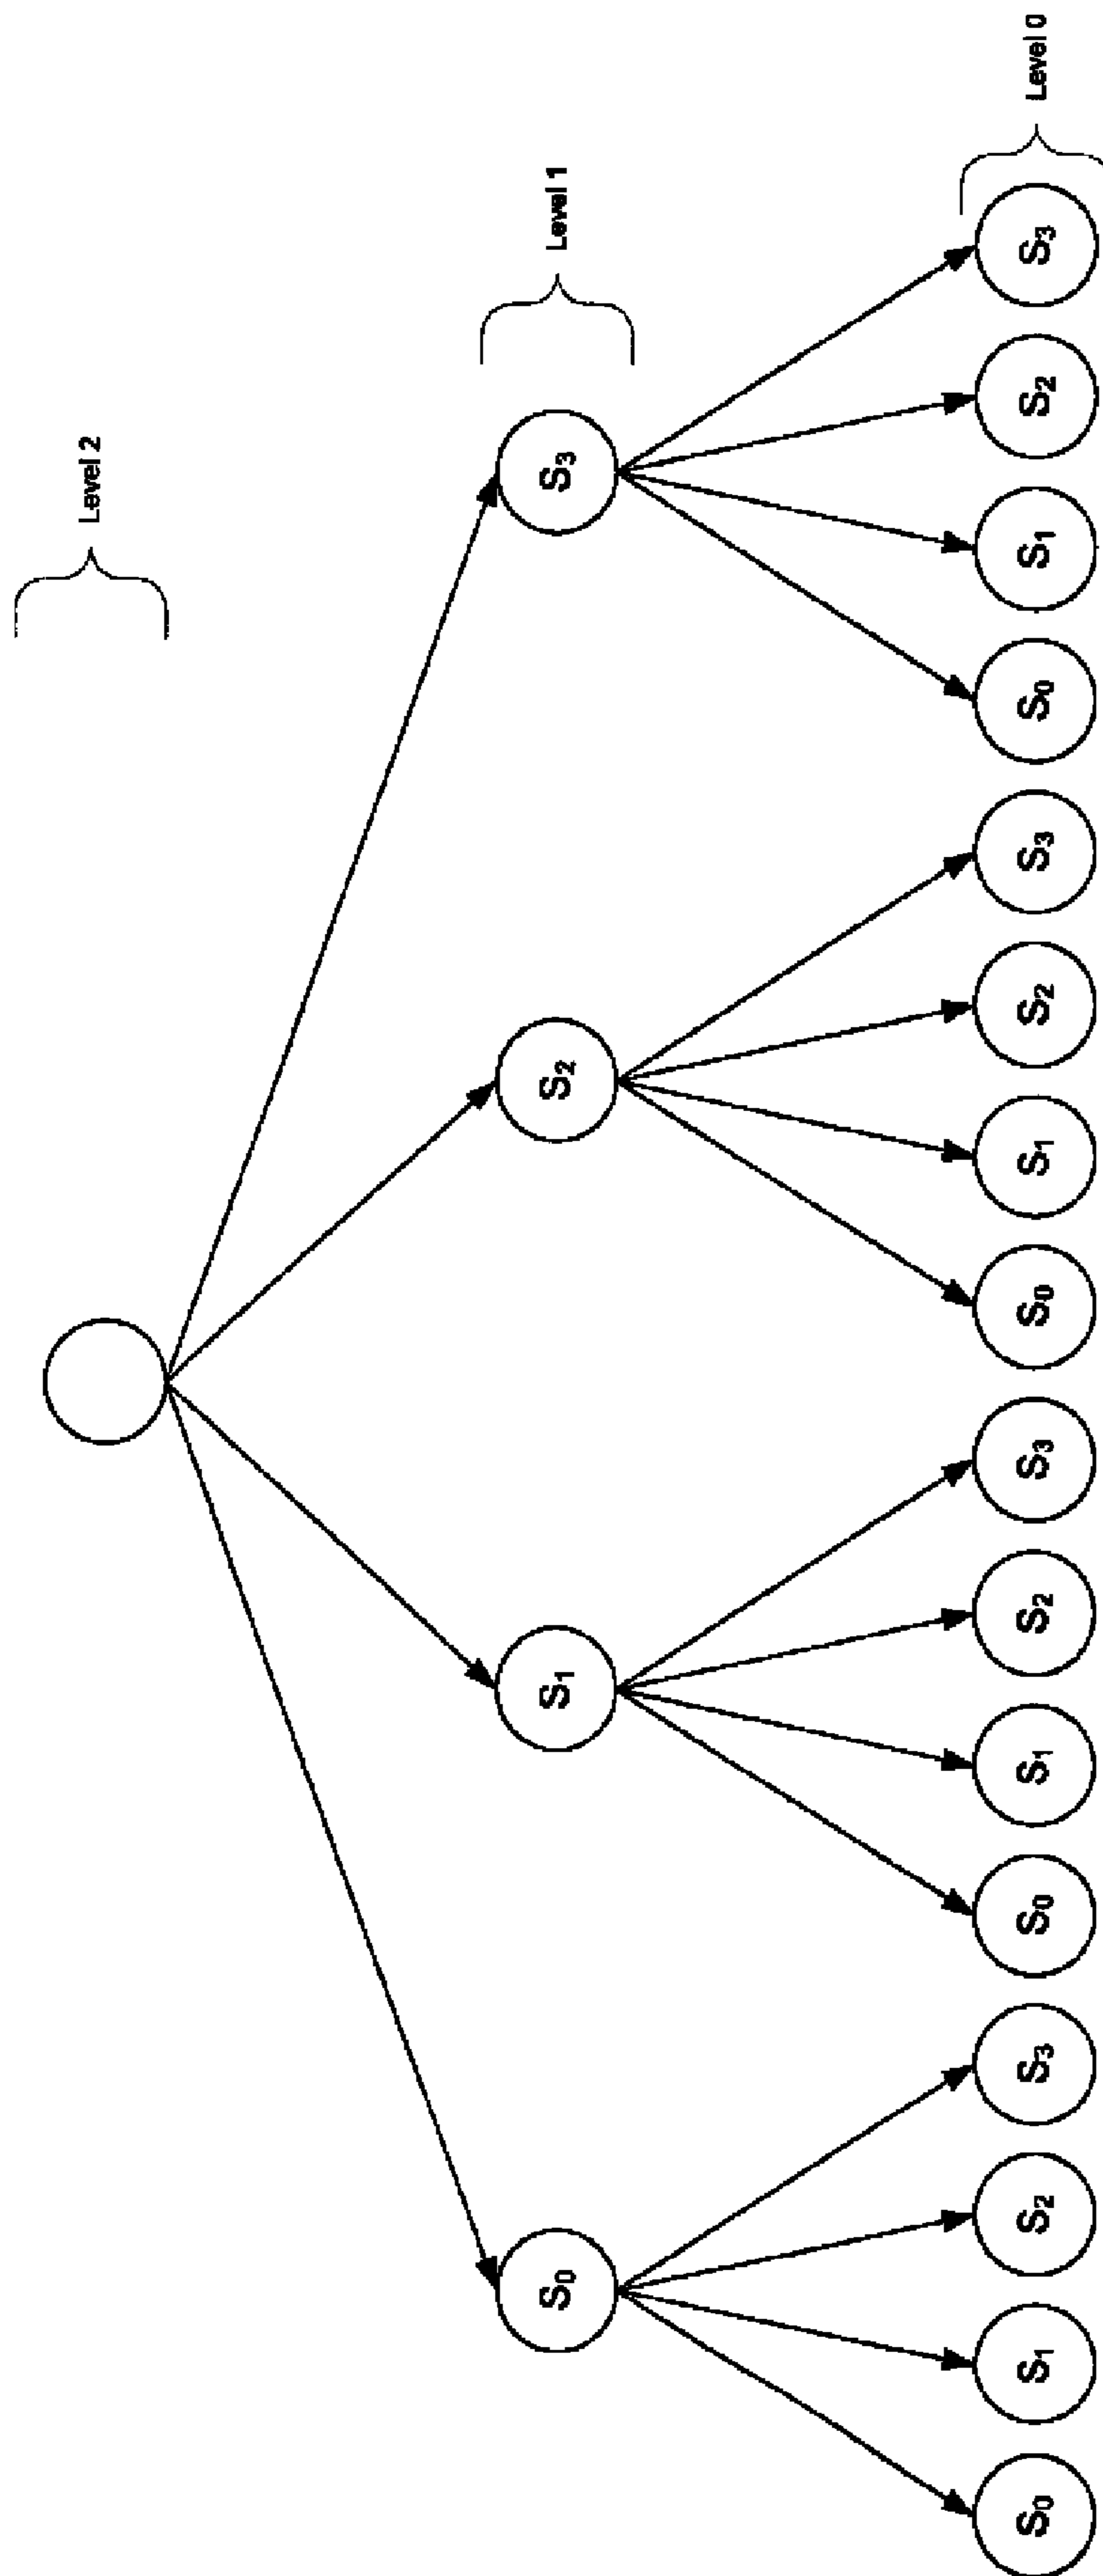 Level 2
S₀
S₁
S₂
S₃
Level 1
S₀
S₁
S₂
S₃
S₀
S₁
S₂
S₃
S₀
S₁
S₂
S₃
S₀
S₁
S₂
S₃
Level 0